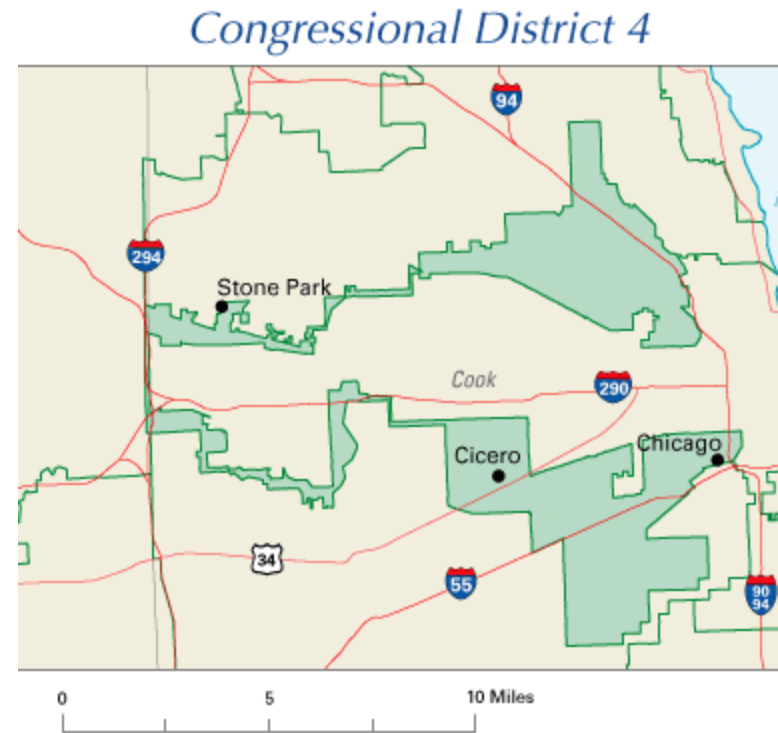 Congressional District 4
94
294
Stone Park
Cook
290
Chicago
Cicero
34
55
90
94
0 5 10 Miles